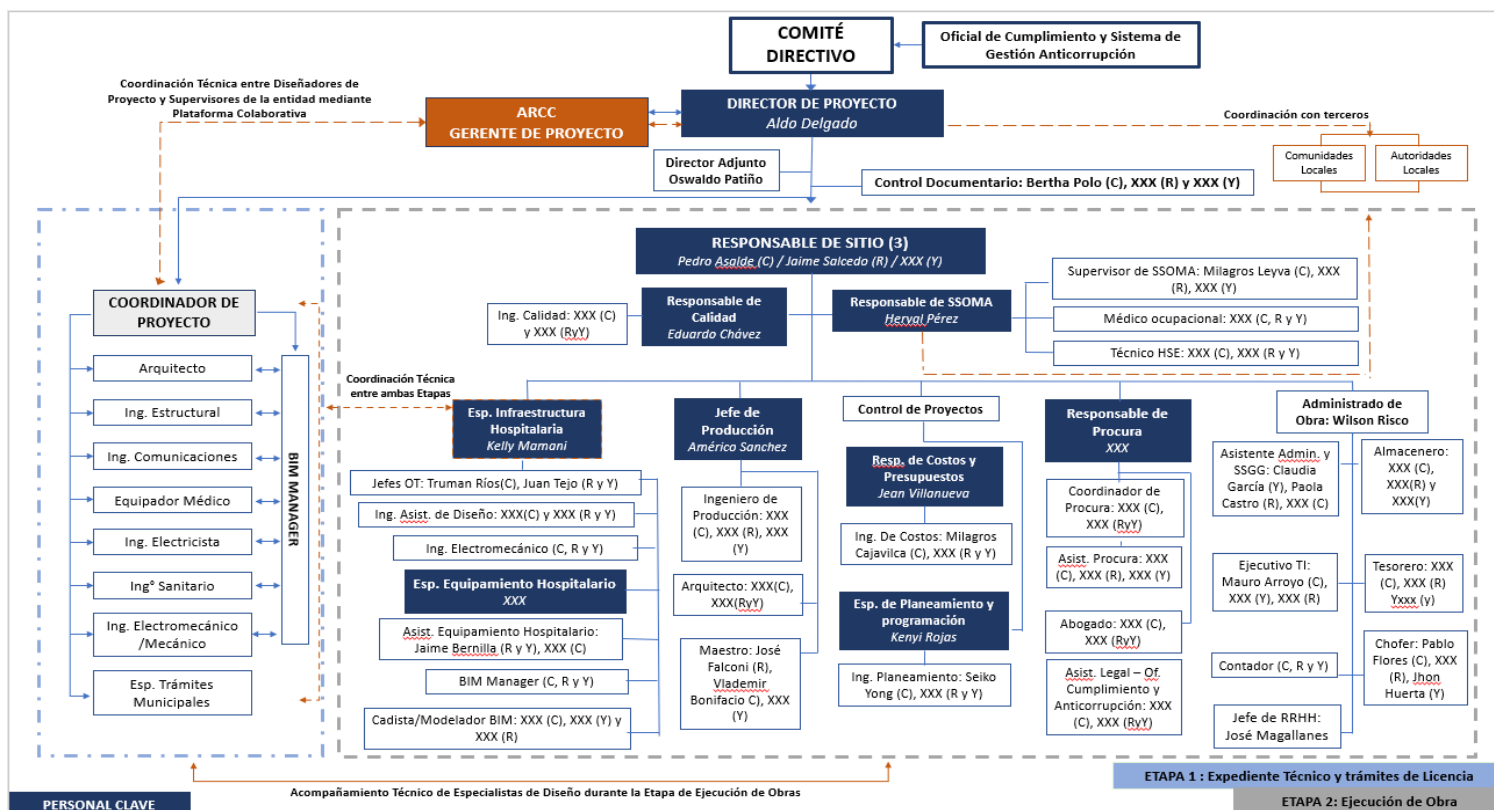 COMITÉ
DIRECTIVO
Oficial de Cumplimiento y Sistema de
Gestión Anticorrupción
Coordinación Técnica entre Diseñadores de
Proyecto y Supervisores de la entidad mediante
Plataforma Colaborativa
ARCC
GERENTE DE PROYECTO
DIRECTOR DE PROYECTO
Aldo Delgado
Coordinación con terceros
Comunidades
Locales
Autoridades
Locales
Director Adjunto
Oswaldo Patiño
Control Documentario: Bertha Polo (C), XXX (R) y XXX (Y)
RESPONSABLE DE SITIO (3)
Pedro Asalde (C) / Jaime Salcedo (R) / XXX (Y)
Ing. Calidad: XXX (C)
y XXX (RyY)
Responsable de
Calidad
Eduardo Chávez
Responsable de SSOMA
Heryal Pérez
Supervisor de SSOMA: Milagros Leyva (C), XXX
(R), XXX (Y)
Médico ocupacional: XXX (C, R y Y)
Técnico HSE: XXX (C), XXX (R y Y)
COORDINADOR DE
PROYECTO
Arquitecto
Ing. Estructural
Ing. Comunicaciones
Equipador Médico
Ing. Electricista
Ing° Sanitario
Ing. Electromecánico
/Mecánico
Esp. Trámites
Municipales
BIM MANAGER
Coordinación Técnica
entre ambas Etapas
Esp. Infraestructura
Hospitalaria
Kelly Mamani
Jefes OT: Truman Ríos(C), Juan Tejo (R y Y)
Ing. Asist. de Diseño: XXX(C) y XXX (R y Y)
Ing. Electromecánico (C, R y Y)
Esp. Equipamiento Hospitalario
XXX
Asist. Equipamiento Hospitalario:
Jaime Bernilla (R y Y), XXX (C)
BIM Manager (C, R y Y)
Cadista/Modelador BIM: XXX (C), XXX (Y) y
XXX (R)
Jefe de
Producción
Américo Sanchez
Ingeniero de
Producción: XXX
(C), XXX (R), XXX
(Y)
Arquitecto: XXX(C),
XXX(RyY)
Maestro: José
Falconi (R),
Vlademir
Bonifacio C), XXX
(Y)
Control de Proyectos
Resp. de Costos y
Presupuestos
Jean Villanueva
Ing. De Costos: Milagros
Cajavilca (C), XXX (R y Y)
Esp. de Planeamiento y
programación
Kenyi Rojas
Ing. Planeamiento: Seiko
Yong (C), XXX (R y Y)
Responsable de
Procura
XXX
Coordinador de
Procura: XXX (C),
XXX (RyY)
Asist. Procura: XXX
(C), XXX (R), XXX (Y)
Abogado: XXX (C),
XXX (RyY)
Asist. Legal – Of.
Cumplimiento y
Anticorrupción: XXX
(C), XXX (RyY)
Administrado de
Obra: Wilson Risco
Asistente Admin. y
SSGG: Claudia
García (Y), Paola
Castro (R), XXX (C)
Almacenero:
XXX (C),
XXX(R) y
XXX(Y)
Ejecutivo TI:
Mauro Arroyo (C),
XXX (Y), XXX (R)
Tesorero: XXX
(C), XXX (R)
Yxxx (y)
Contador (C, R y Y)
Chofer: Pablo
Flores (C), XXX
(R), Jhon
Huerta (Y)
Jefe de RRHH:
José Magallanes
Acompañamiento Técnico de Especialistas de Diseño durante la Etapa de Ejecución de Obras
ETAPA 1 : Expediente Técnico y trámites de Licencia
ETAPA 2: Ejecución de Obra
PERSONAL CLAVE